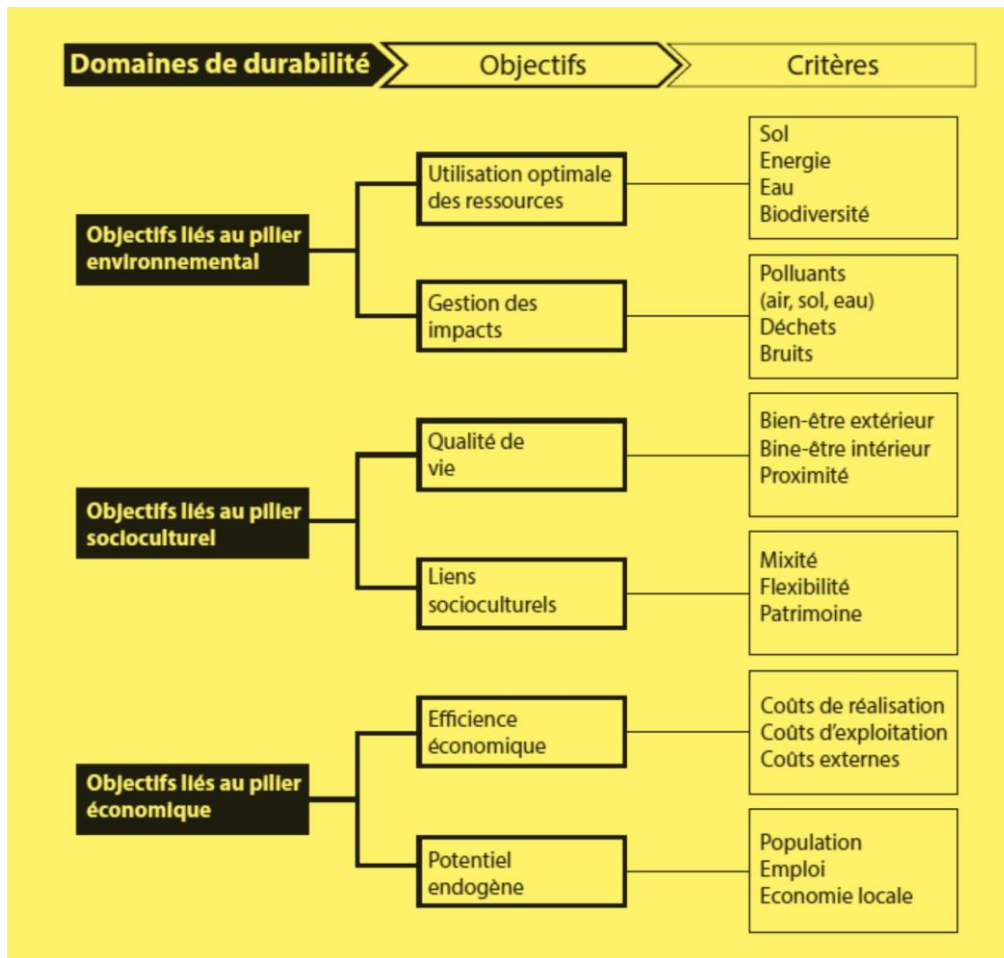 Domaines de durabilité
Objectifs
Critères
Objectifs liés au pilier
environnemental
Utilisation optimale
des ressources
Sol
Energie
Eau
Biodiversité
Gestion des
impacts
Polluants
(air, sol, eau)
Déchets
Bruits
Objectifs liés au pilier
socioculturel
Qualité de
vie
Bien-être extérieur
Bine-être intérieur
Proximité
Liens
socioculturels
Mixité
Flexibilité
Patrimoine
Objectifs liés au pilier
économique
Efficience
économique
Coûts de réalisation
Coûts d'exploitation
Coûts externes
Potentiel
endogène
Population
Emploi
Economie locale